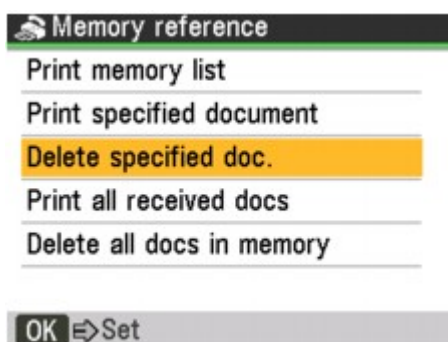 Memory reference
Print memory list
Print specified document
Delete specified doc.
Print all received docs
Delete all docs in memory
OK Set